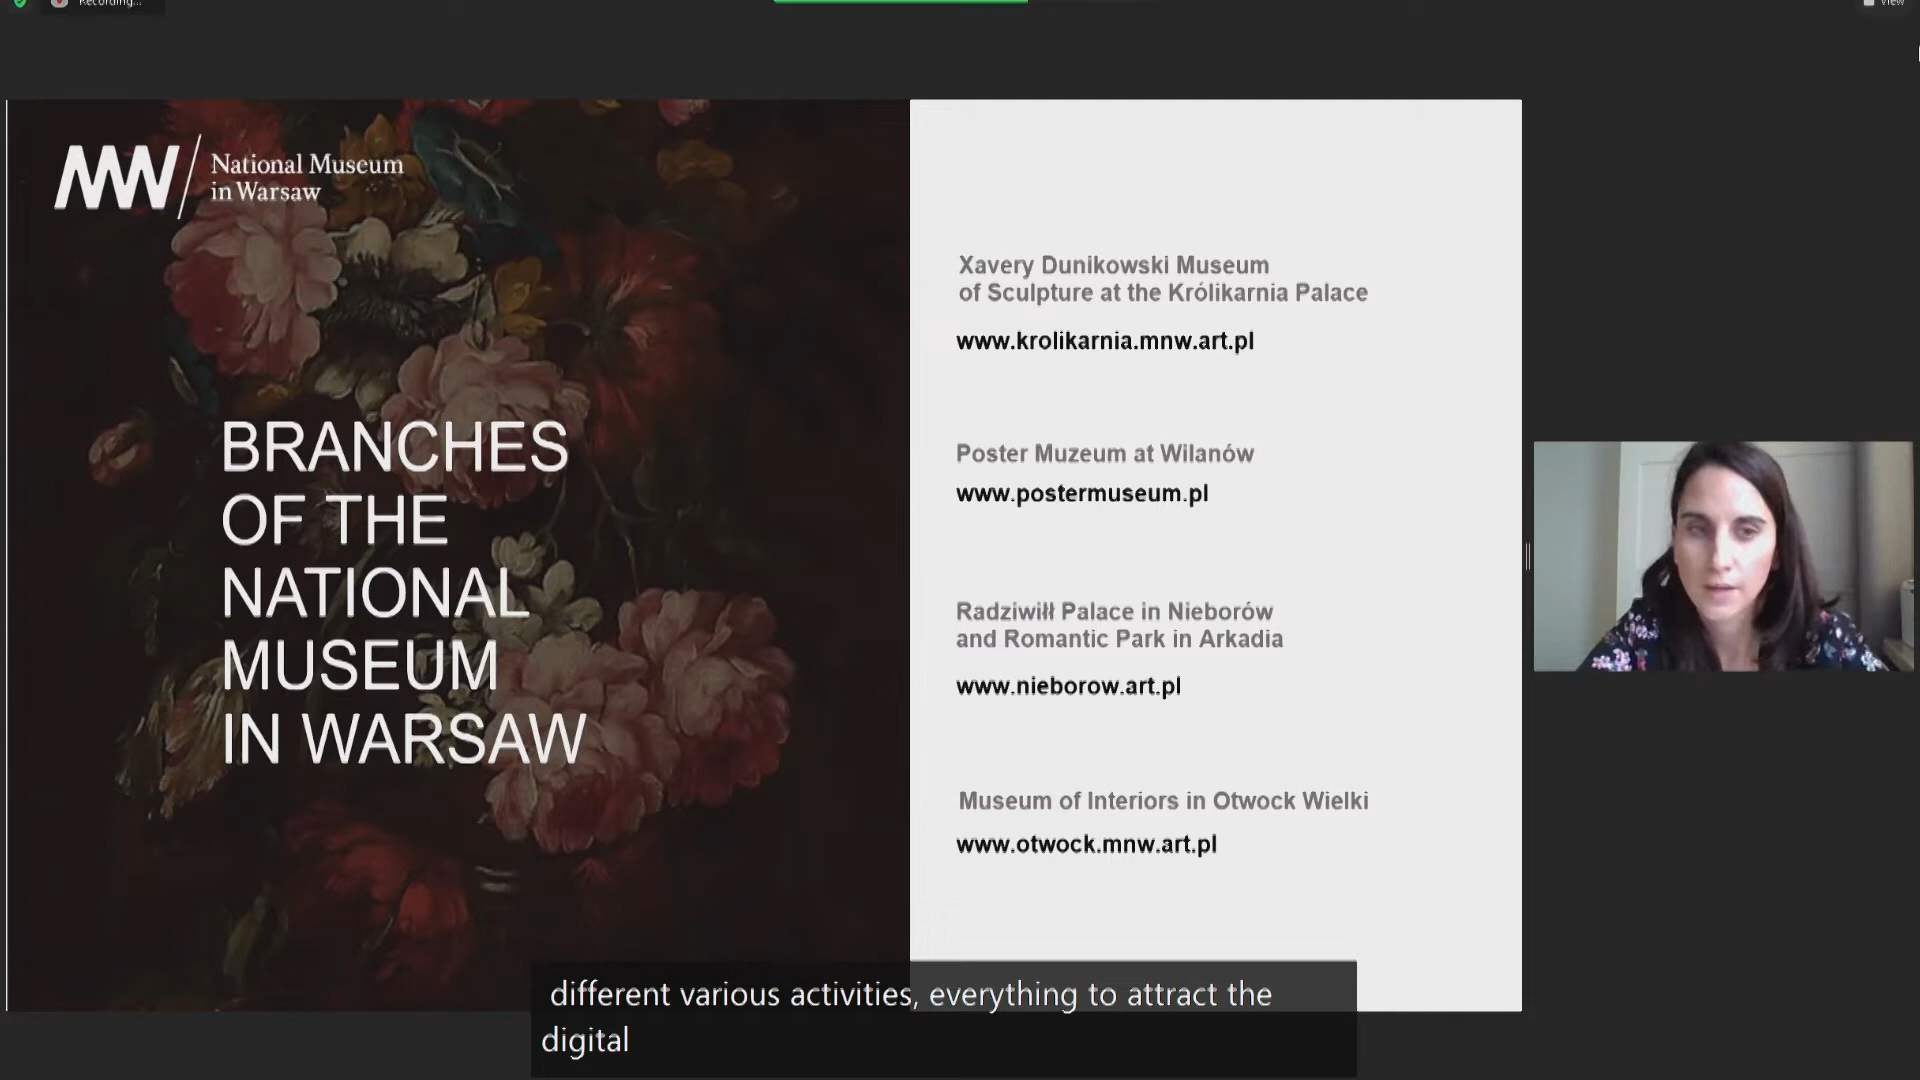 Recording...
View
MW
National Museum
in Warsaw
BRANCHES
OF THE
NATIONAL
MUSEUM
IN WARSAW
Xavery Dunikowski Museum
of Sculpture at the Królikarnia Palace
www.krolikarnia.mnw.art.pl
Poster Muzeum at Wilanów
www.postermuseum.pl
Radziwiłł Palace in Nieborów
and Romantic Park in Arkadia
www.nieborow.art.pl
Museum of Interiors in Otwock Wielki
www.otwock.mnw.art.pl
different various activities, everything to attract the
digital